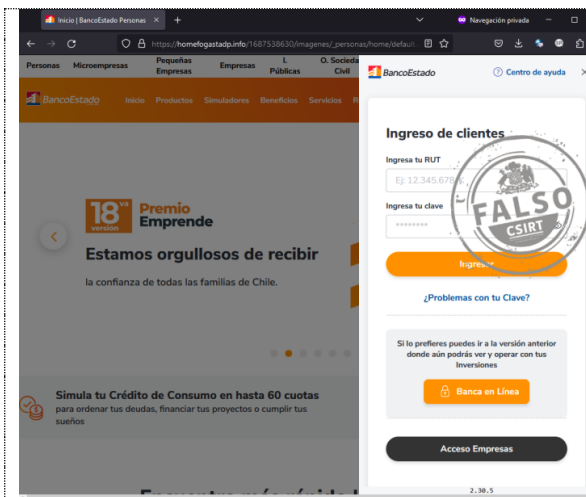 Inicio | BancoEstado Personas
Navegación privada
https://homefogastadp.info/1687538630/imagenes/_personas/home/default.
Personas Microempresas Pequeñas Empresas Empresas I. Públicas O. Socieda Civil
BancoEstado Inicio Productos Simuladores Beneficios Servicios R
18va versión
Premio
Emprende
Estamos orgullosos de recibir
la confianza de todas las familias de Chile.
Simula tu Crédito de Consumo en hasta 60 cuotas
para ordenar tus deudas, financiar tus proyectos o cumplir tus
sueños
BancoEstado
Centro de ayuda
Ingreso de clientes
Ingresa tu RUT
Ej: 12.345.678-
Ingresa tu clave
********
FALSO
CSIRT
Ingresar
¿Problemas con tu Clave?
Si lo prefieres puedes ir a la versión anterior
donde aún podrás ver y operar con tus
Inversiones
Banca en Línea
Acceso Empresas
2.30.5